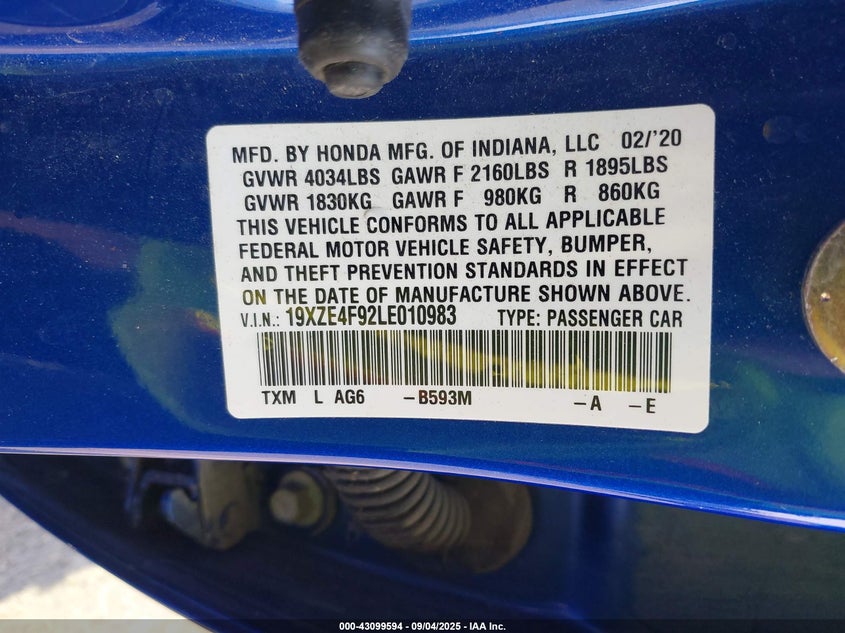 MFD. BY HONDA MFG. OF INDIANA, LLC 02/'20
GVWR 4034LBS GAWR F 2160LBS R 1895LBS
GVWR 1830KG GAWR F 980KG R 860KG
THIS VEHICLE CONFORMS TO ALL APPLICABLE
FEDERAL MOTOR VEHICLE SAFETY, BUMPER,
AND THEFT PREVENTION STANDARDS IN EFFECT
ON THE DATE OF MANUFACTURE SHOWN ABOVE.
V.I.N.: 19XZE4F92LE010983 TYPE: PASSENGER CAR
TXM L AG6 –B593M –A –E
000-43099594 - 09/04/2025 - IAA Inc.